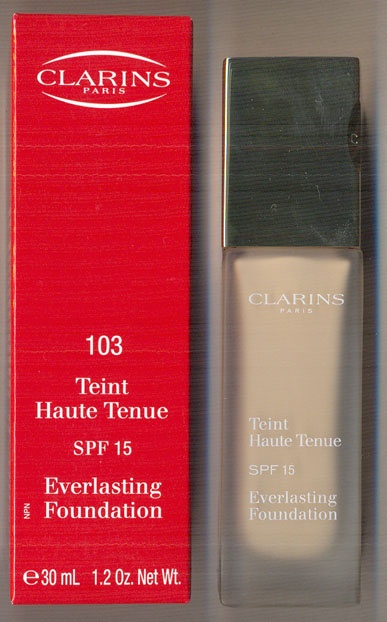 CLARINS
PARIS
103
Teint
Haute Tenue
SPF 15
Everlasting
Foundation
NPN
℮30 mL 1.2 Oz. Net Wt.
CLARINS
PARIS
Teint
Haute Tenue
SPF 15
Everlasting
Foundation